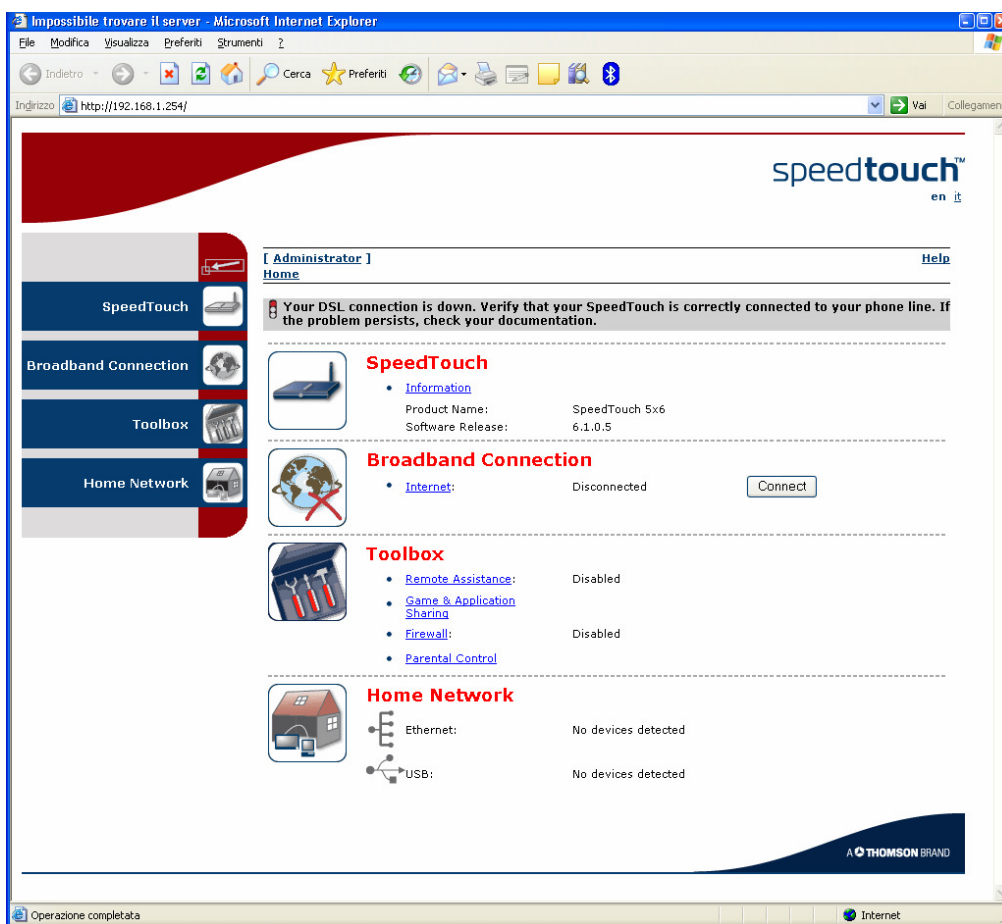 Impossibile trovare il server - Microsoft Internet Explorer
File Modifica Visualizza Preferiti Strumenti ?
Indietro Cerca Preferiti
Indirizzo http://192.168.1.254/ Vai Collegamen
speedtouch™
en it
[ Administrator ] Help
Home
SpeedTouch
Your DSL connection is down. Verify that your SpeedTouch is correctly connected to your phone line. If
the problem persists, check your documentation.
Broadband Connection
Toolbox
Home Network
SpeedTouch
Information
Product Name: SpeedTouch 5x6
Software Release: 6.1.0.5
Broadband Connection
Internet: Disconnected Connect
Toolbox
Remote Assistance: Disabled
Game & Application
Sharing
Firewall: Disabled
Parental Control
Home Network
Ethernet: No devices detected
USB: No devices detected
A THOMSON BRAND
Operazione completata Internet